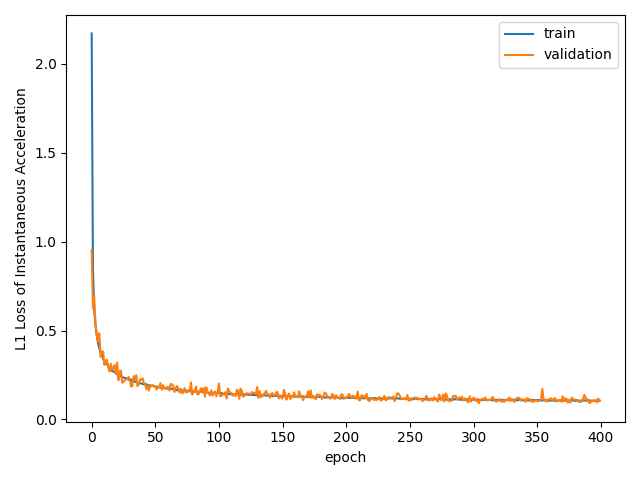 train
validation
L1 Loss of Instantaneous Acceleration
2.0
1.5
1.0
0.5
0.0
0 50 100 150 200 250 300 350 400
epoch